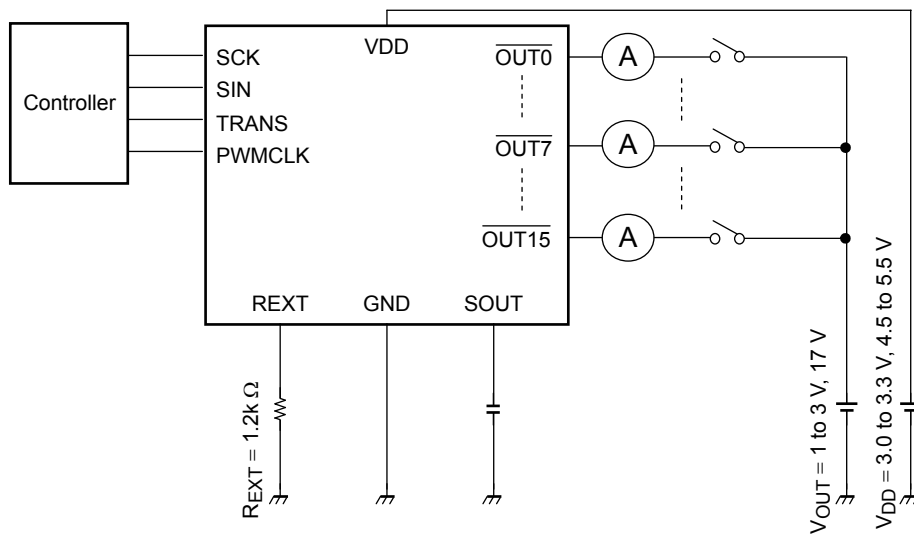 Controller
SCK
SIN
TRANS
PWMCLK
VDD
OUT0
OUT7
OUT15
A
A
A
REXT
GND
SOUT
REXT = 1.2k Ω
VOUT = 1 to 3 V, 17 V
VDD = 3.0 to 3.3 V, 4.5 to 5.5 V